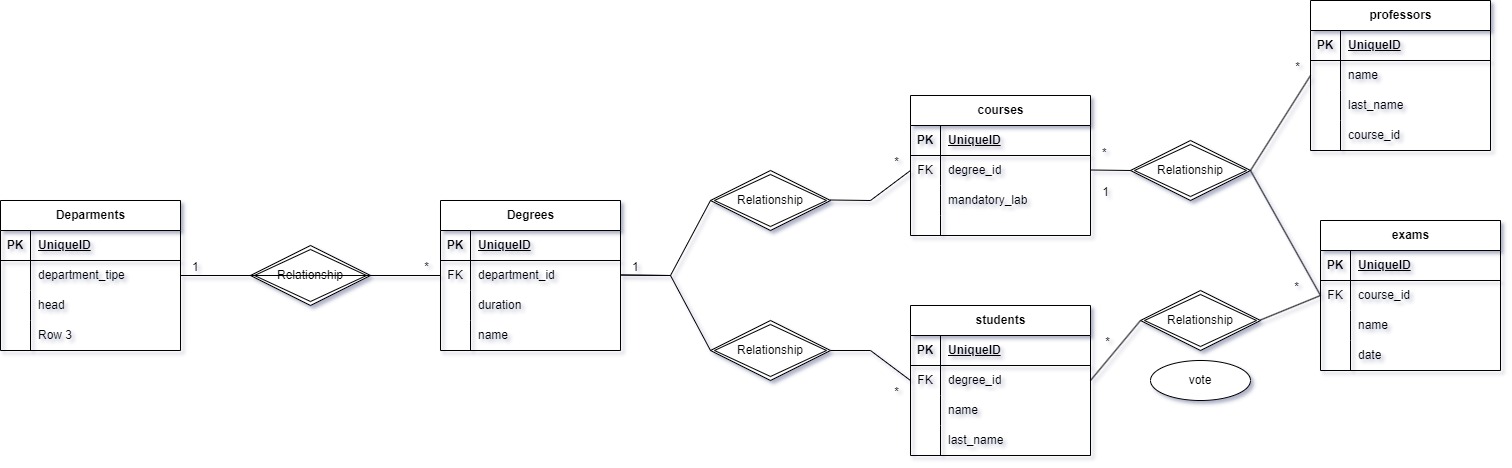 professors
PK UniqueID
name
last_name
course_id
*
courses
PK UniqueID
FK degree_id
mandatory_lab
*
*
1
Relationship
Relationship
Deparments
PK UniqueID
department_tipe
head
Row 3
1
Relationship
*
Degrees
PK UniqueID
FK department_id
duration
name
1
exams
PK UniqueID
FK course_id
name
date
*
students
PK UniqueID
FK degree_id
name
last_name
Relationship
*
*
Relationship
vote